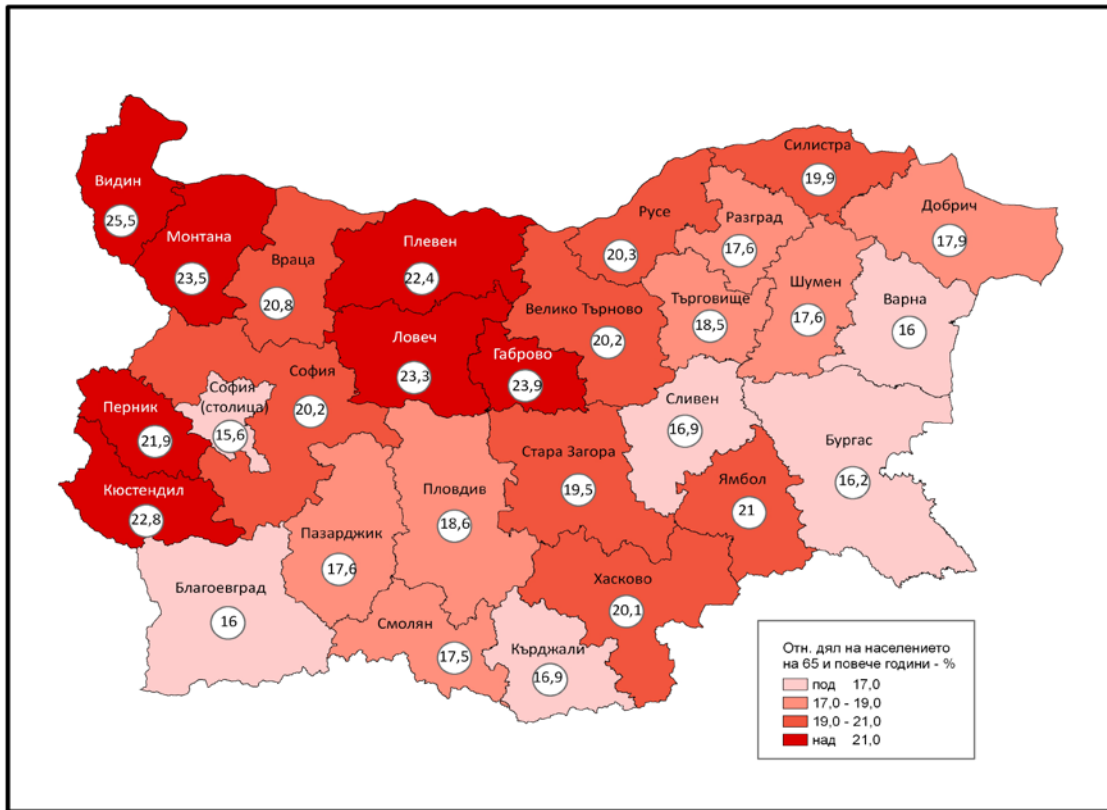 Силистра
19,9
Видин
25,5
Добрич
17,9
Русе
20,3
Разград
17,6
Монтана
23,5
Плевен
22,4
Враца
20,8
Шумен
17,6
Варна
16
Търговище
18,5
Велико Търново
20,2
Ловеч
23,3
Габрово
23,9
София
20,2
София
(столица)
15,6
Перник
21,9
Сливен
16,9
Бургас
16,2
Стара Загора
19,5
Ямбол
21
Кюстендил
22,8
Пловдив
18,6
Пазарджик
17,6
Благоевград
16
Хасково
20,1
Смолян
17,5
Кърджали
16,9
Отн. дял на населението
на 65 и повече години - %
под 17,0
17,0 - 19,0
19,0 - 21,0
над 21,0